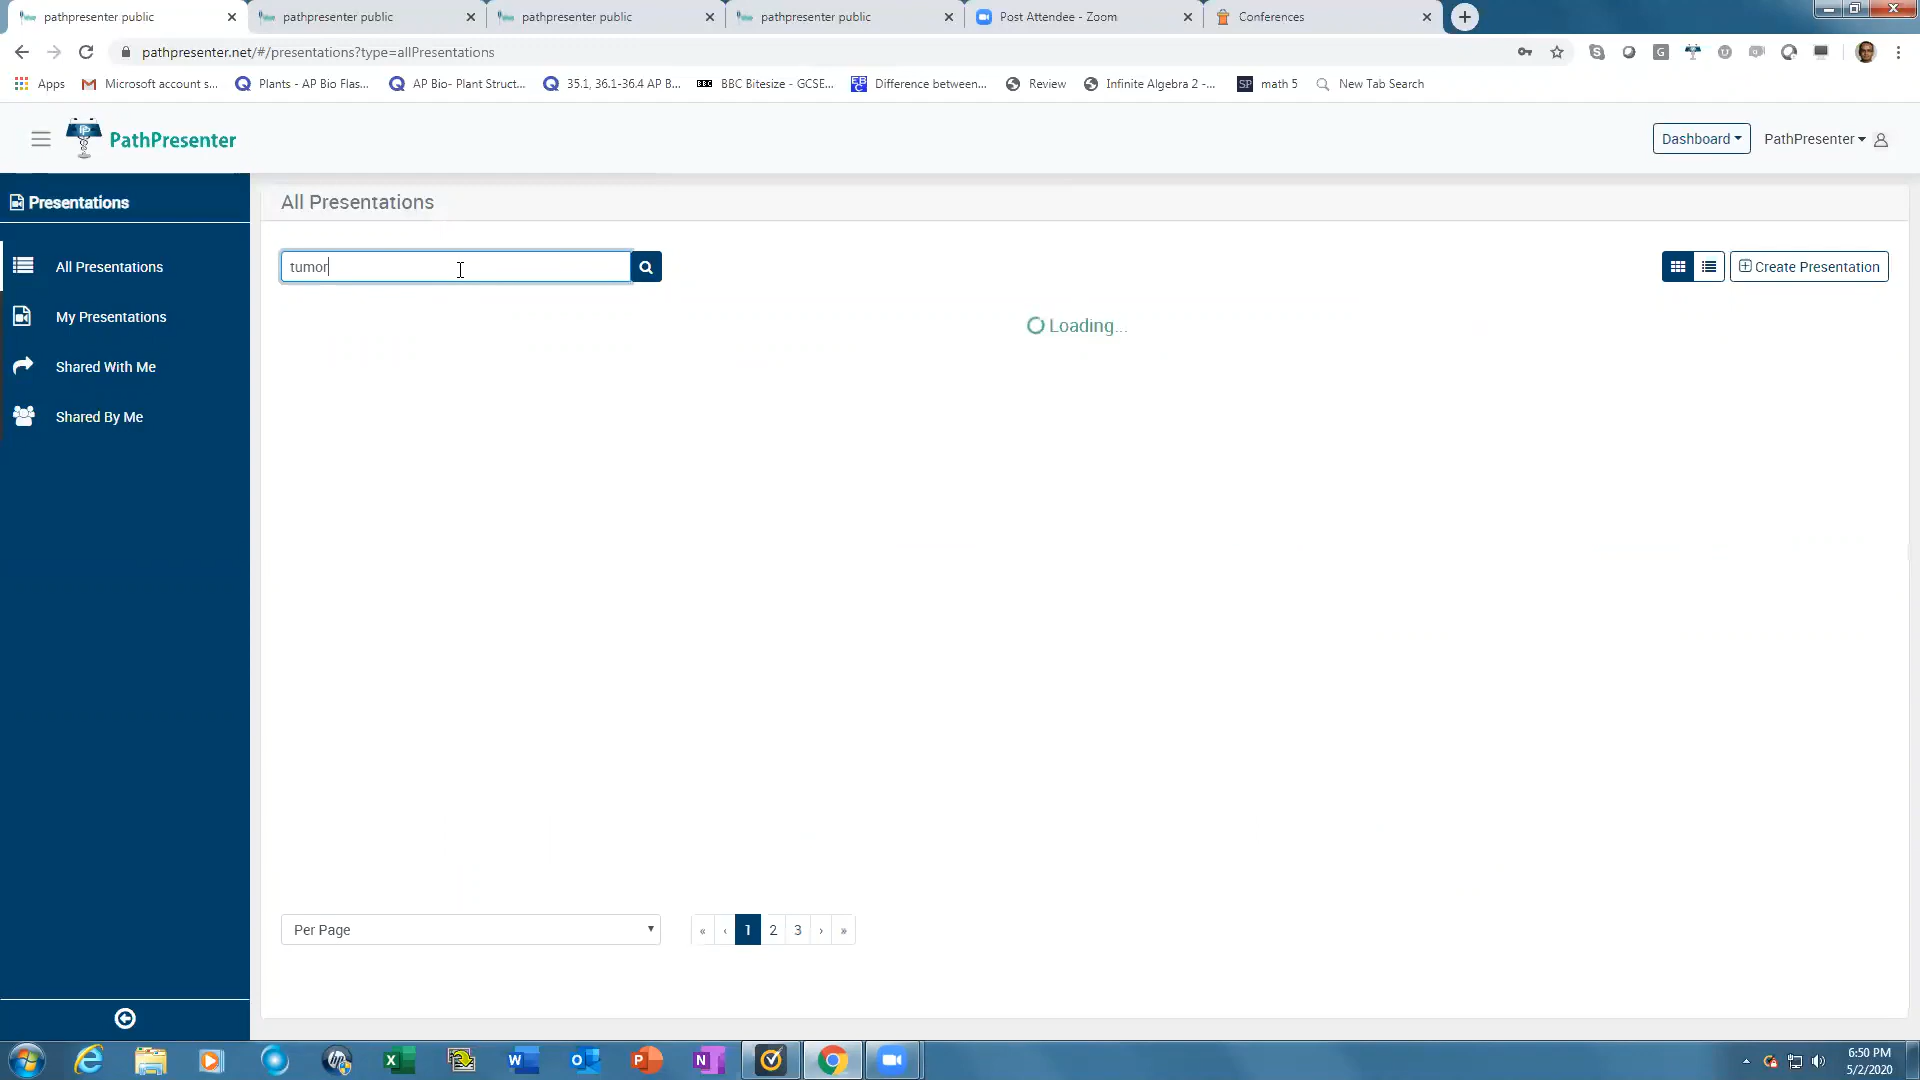 pathpresenter public
pathpresenter public
pathpresenter public
pathpresenter public
Post Attendee - Zoom
Conferences
pathpresenter.net/#/presentations?type=allPresentations
Apps
Microsoft account s...
Plants - AP Bio Flas...
AP Bio- Plant Struct...
35.1, 36.1-36.4 AP B...
BBC BBC Bitesize - GCSE...
EBC Difference between...
Review
Infinite Algebra 2 -...
SP math 5
New Tab Search
PathPresenter
Dashboard
PathPresenter
Presentations
All Presentations
My Presentations
Shared With Me
Shared By Me
All Presentations
tumor
Create Presentation
Loading...
Per Page
« ‹ 1 2 3 › »
6:50 PM
5/2/2020